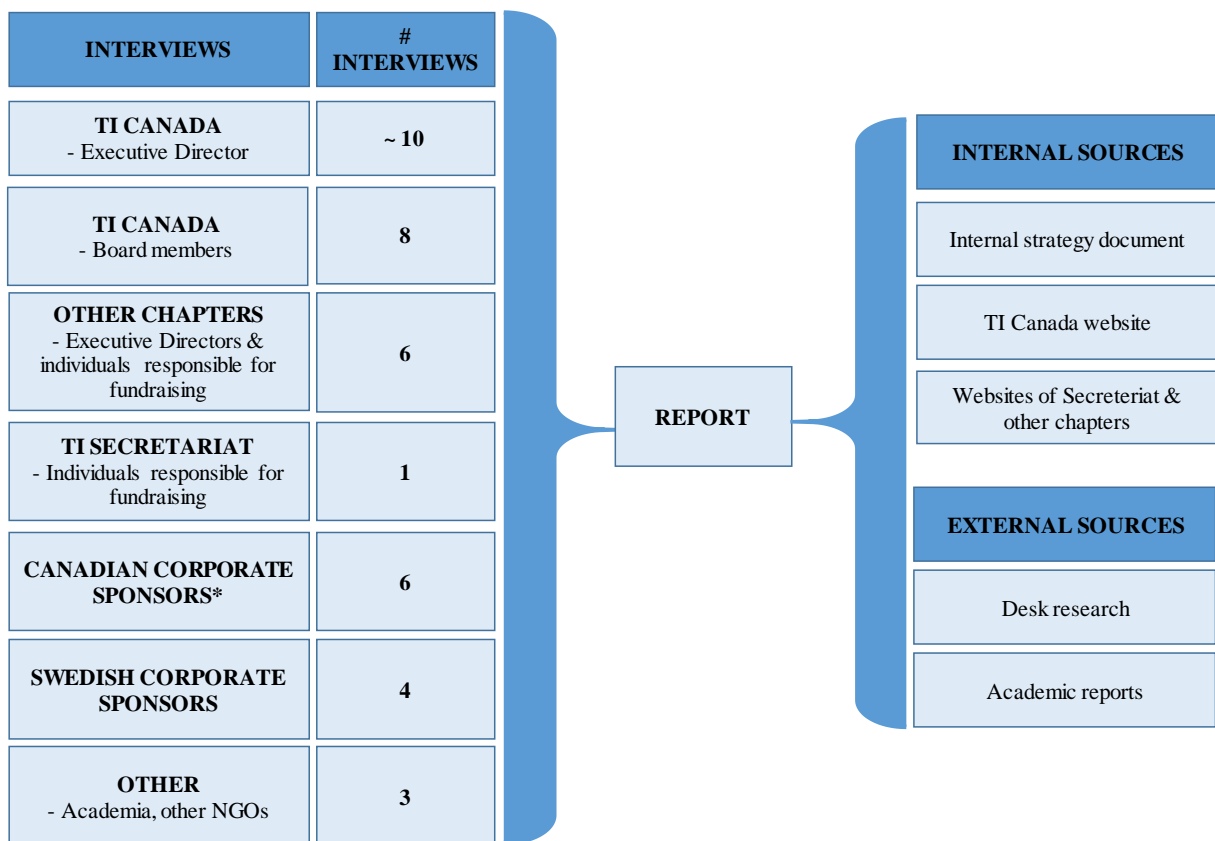 INTERVIEWS
#
INTERVIEWS
TI CANADA
- Executive Director
~ 10
TI CANADA
- Board members
8
OTHER CHAPTERS
- Executive Directors &
individuals responsible for
fundraising
6
TI SECRETARIAT
- Individuals responsible for
fundraising
1
CANADIAN CORPORATE
SPONSORS*
6
SWEDISH CORPORATE
SPONSORS
4
OTHER
- Academia, other NGOs
3
REPORT
INTERNAL SOURCES
Internal strategy document
TI Canada website
Websites of Secreteriat &
other chapters
EXTERNAL SOURCES
Desk research
Academic reports